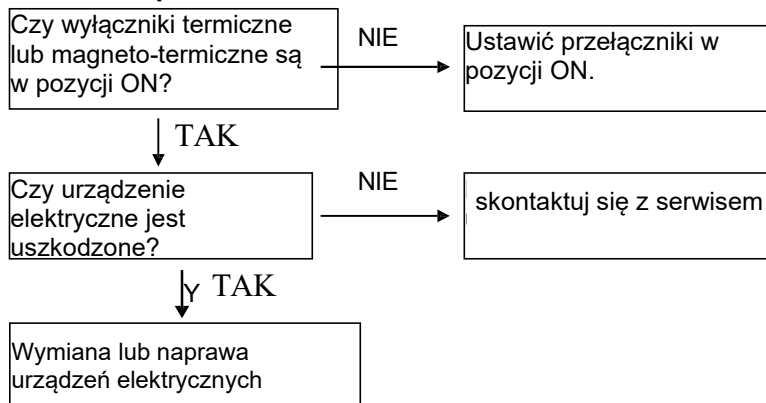 Czy wyłączniki termiczne
lub magneto-termiczne są
w pozycji ON?
NIE
Ustawić przełączniki w
pozycji ON.
TAK
Czy urządzenie
elektryczne jest
uszkodzone?
NIE
skontaktuj się z serwisem
Y TAK
Wymiana lub naprawa
urządzeń elektrycznych